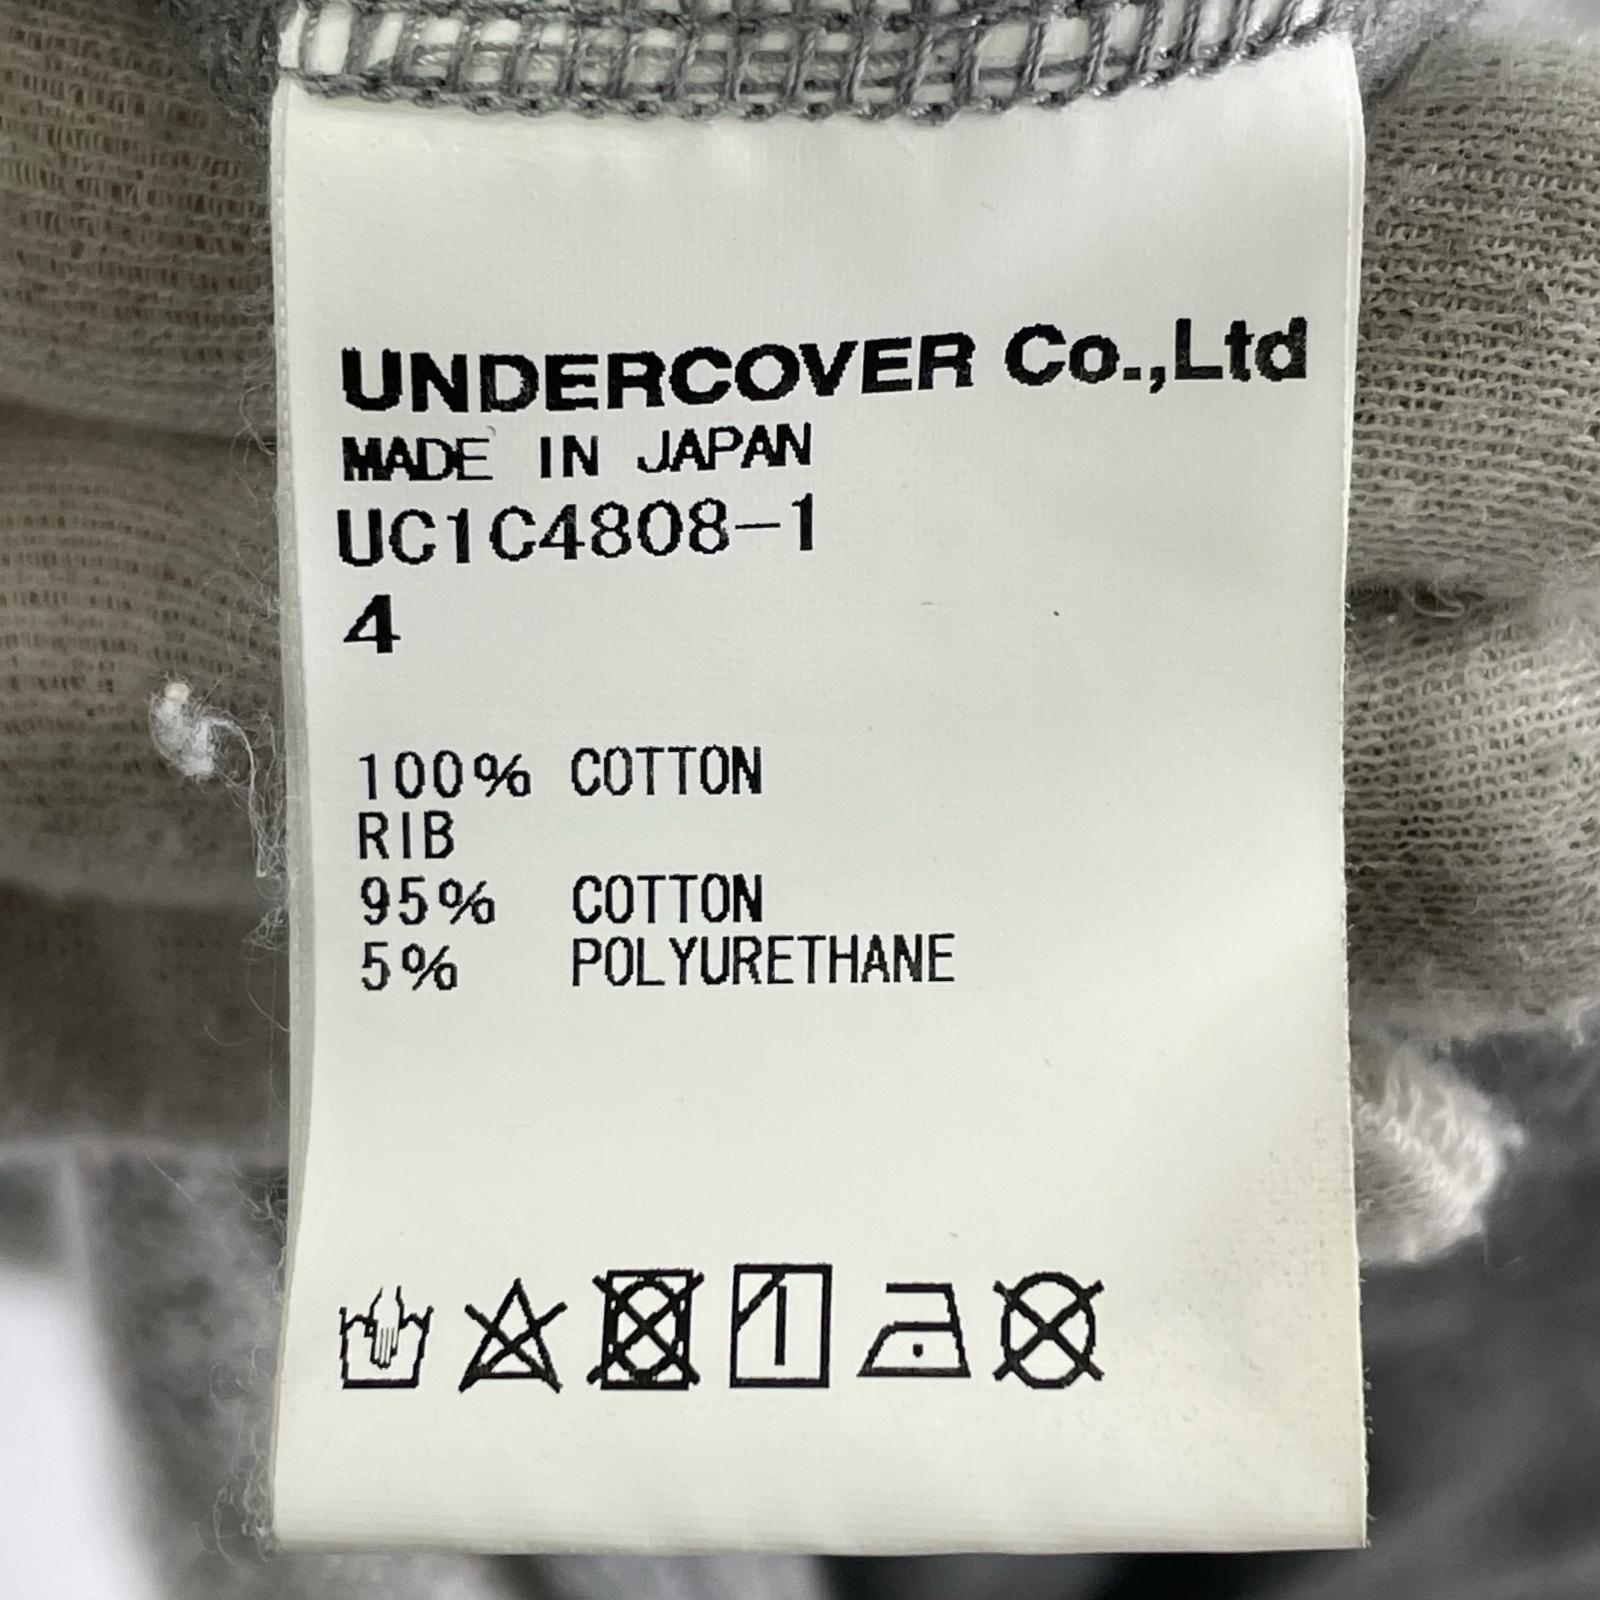 UNDERCOVER Co.,Ltd
MADE IN JAPAN
UC1C4808-1
4
100% COTTON
RIB
95% COTTON
5% POLYURETHANE